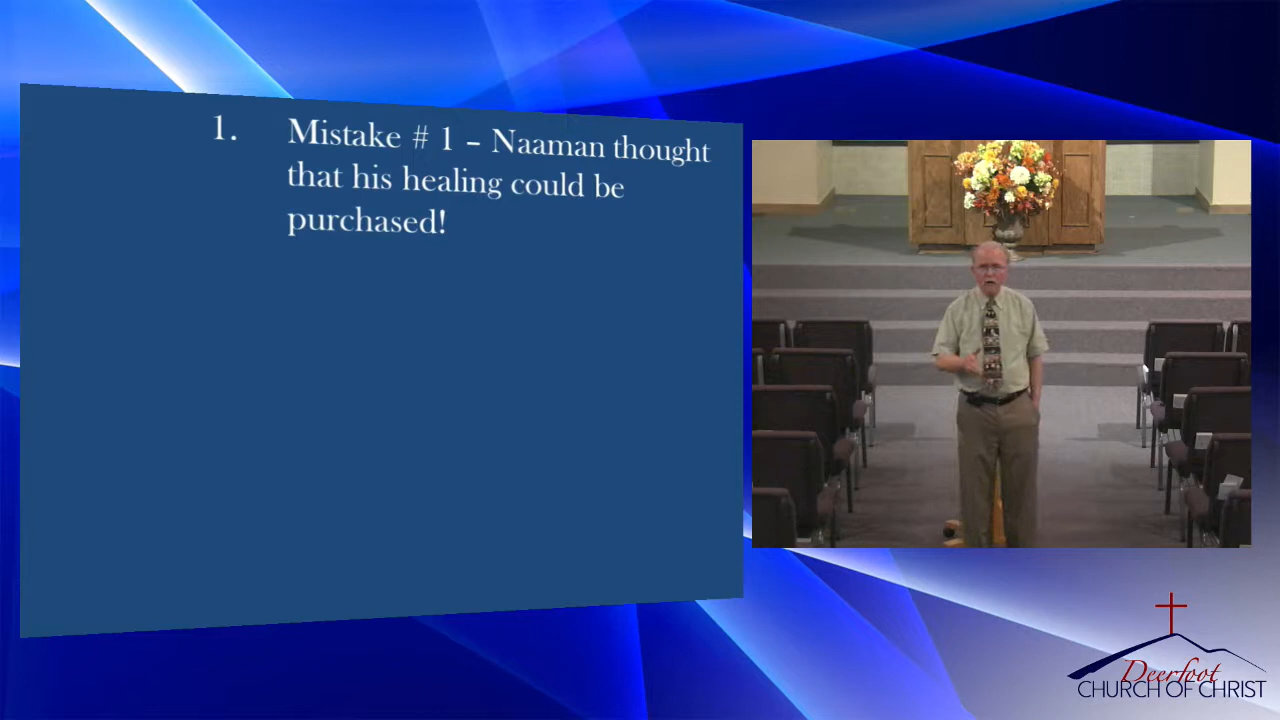 1. Mistake # 1 – Naaman thought
that his healing could be
purchased!
Deerfoot
CHURCH OF CHRIST